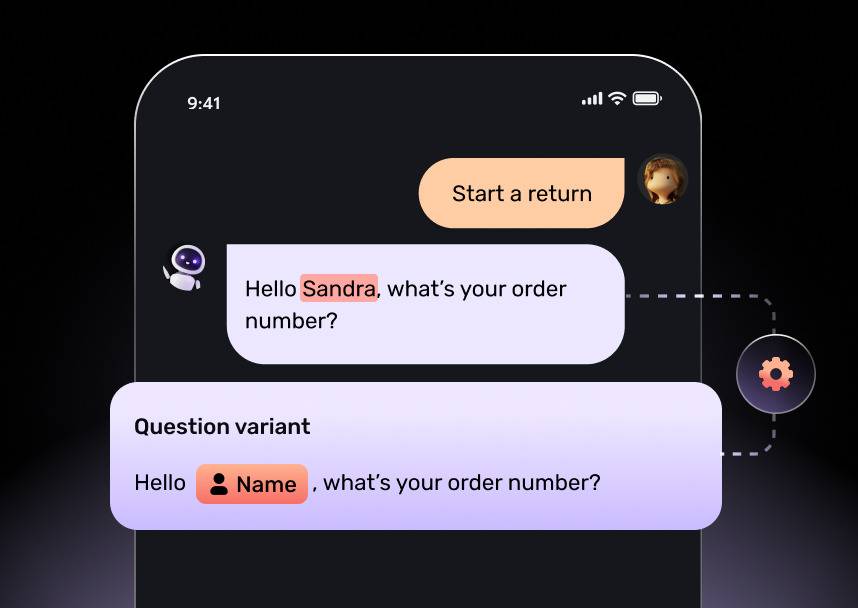 9:41
Start a return
Hello Sandra, what’s your order
number?
Question variant
Hello Name , what’s your order number?